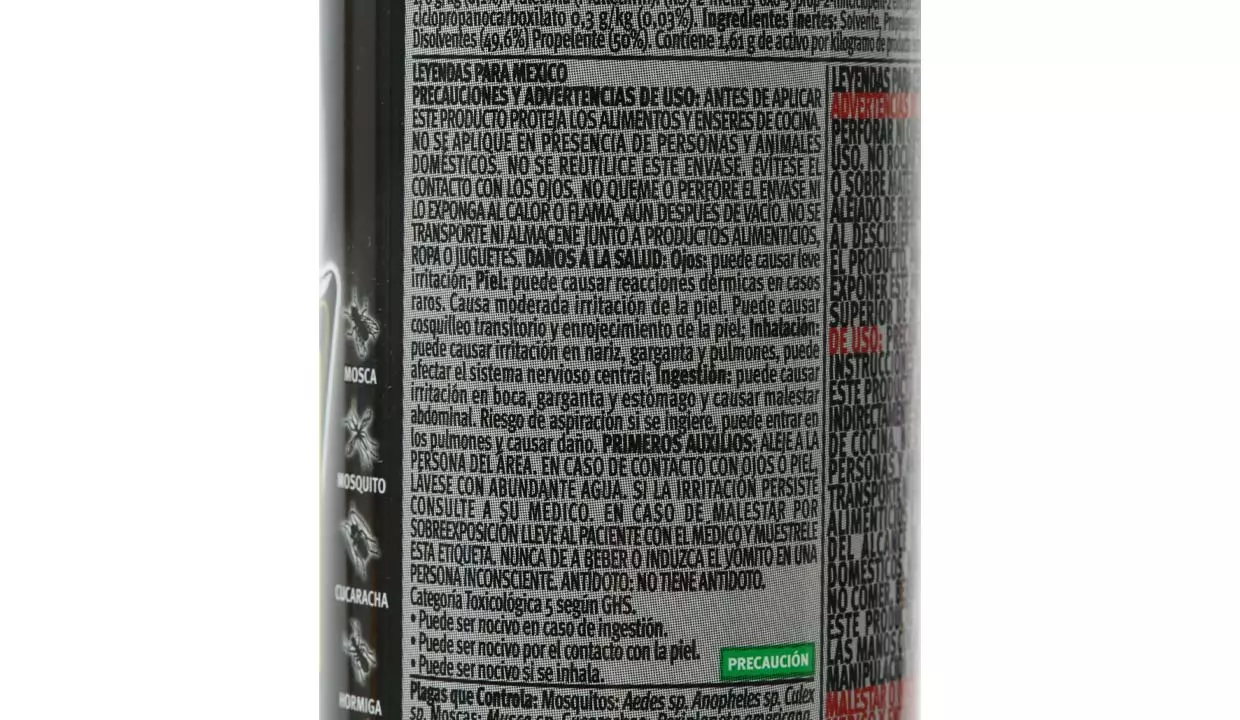 MOSCA
MOSQUITO
CUCARACHA
HORMIGA
ciclopropanocarboxilato 0,3 g/kg (0,03%). Ingredientes inertes: Solvente,
Disolventes (49,6%) Propelente (50%). Contiene 1,61 g de activo por kilogramo de
LEYENDAS PARA MEXICO
PRECAUCIONES Y ADVERTENCIAS DE USO: ANTES DE APLICAR
ESTE PRODUCTO PROTEJA LOS ALIMENTOS Y ENSERES DE COCINA.
NO SE APLIQUE EN PRESENCIA DE PERSONAS Y ANIMALES
DOMÉSTICOS. NO SE REUTILICE ESTE ENVASE. EVÍTESE EL
CONTACTO CON LOS OJOS. NO QUEME O PERFORE EL ENVASE NI
LO EXPONGA AL CALOR O FLAMA, AUN DESPUÉS DE VACÍO. NO SE
TRANSPORTE NI ALMACENE JUNTO A PRODUCTOS ALIMENTICIOS,
ROPA O JUGUETES. DAÑOS A LA SALUD: Ojos: puede causar leve
irritación; Piel: puede causar reacciones dérmicas en casos
raros. Causa moderada irritación de la piel. Puede causar
cosquilleo transitorio y enrojecimiento de la piel; Inhalación:
puede causar irritación en nariz, garganta y pulmones, puede
afectar el sistema nervioso central; Ingestión: puede causar
irritación en boca, garganta y estómago y causar malestar
abdominal. Riesgo de aspiración si se ingiere, puede entrar en
los pulmones y causar daño. PRIMEROS AUXILIOS: ALEJE A LA
PERSONA DEL ÁREA. EN CASO DE CONTACTO CON OJOS Ó PIEL,
LÁVESE CON ABUNDANTE AGUA. SI LA IRRITACIÓN PERSISTE
CONSULTE A SU MÉDICO. EN CASO DE MALESTAR POR
SOBREEXPOSICIÓN LLEVE AL PACIENTE CON EL MÉDICO Y MUÉSTRELE
ESTA ETIQUETA. NUNCA DE A BEBER O INDUZCA EL VÓMITO EN UNA
PERSONA INCONSCIENTE. ANTÍDOTO: NO TIENE ANTÍDOTO.
Categoría Toxicológica 5 según GHS.
• Puede ser nocivo en caso de ingestión.
• Puede ser nocivo por el contacto con la piel.
• Puede ser nocivo si se inhala.
PRECAUCIÓN
Plagas que Controla: Mosquitos: Aedes sp, Anopheles sp, Culex
LEYENDAS PARA
ADVERTENCIAS
PERFORAR
USO. NO
O SOBRE
ALEJADO DE
AL
EL PRODUCTO
EXPONER
SUPERIOR
DE USO:
ESTE
DE COCINA.
PERSONAS
DEL
NO COMER,
ESTE
LAS MANOS
MALESTAR O